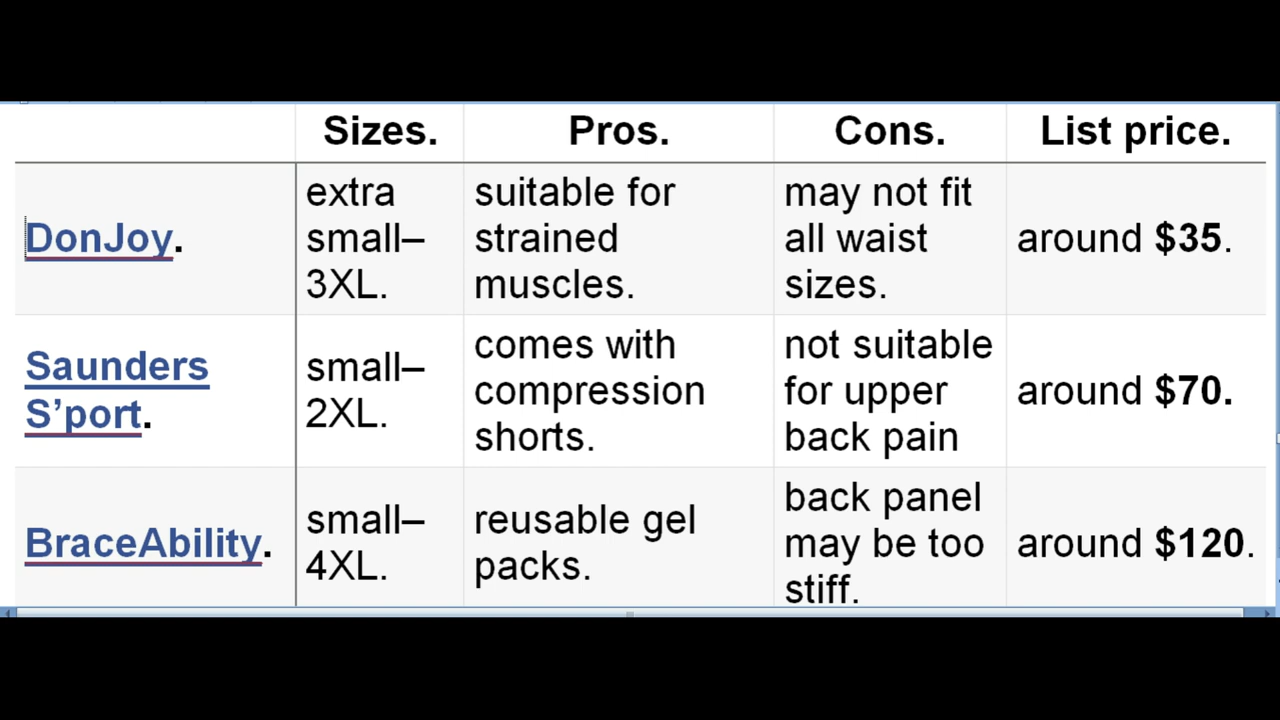 Sizes. Pros. Cons. List price.
DonJoy.
extra
small–
3XL.
suitable for
strained
muscles.
may not fit
all waist
sizes.
around $35.
Saunders
S’port.
small–
2XL.
comes with
compression
shorts.
not suitable
for upper
back pain
around $70.
BraceAbility.
small–
4XL.
reusable gel
packs.
back panel
may be too
stiff.
around $120.